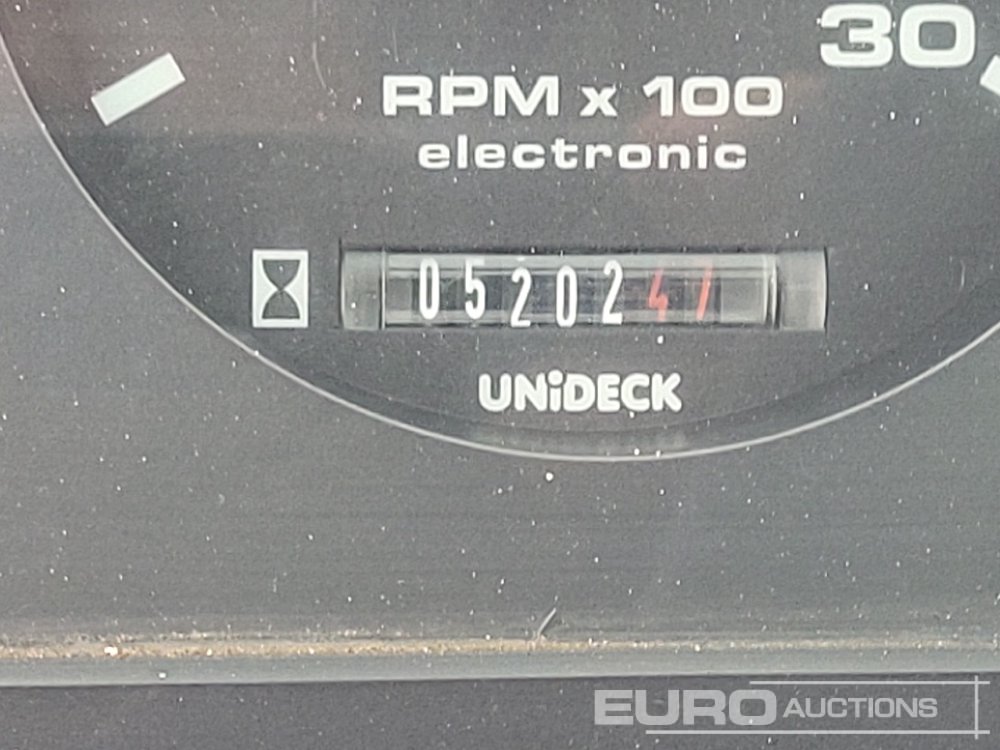 30
RPM x 100
electronic
0520247
UNiDECK
EURO AUCTIONS